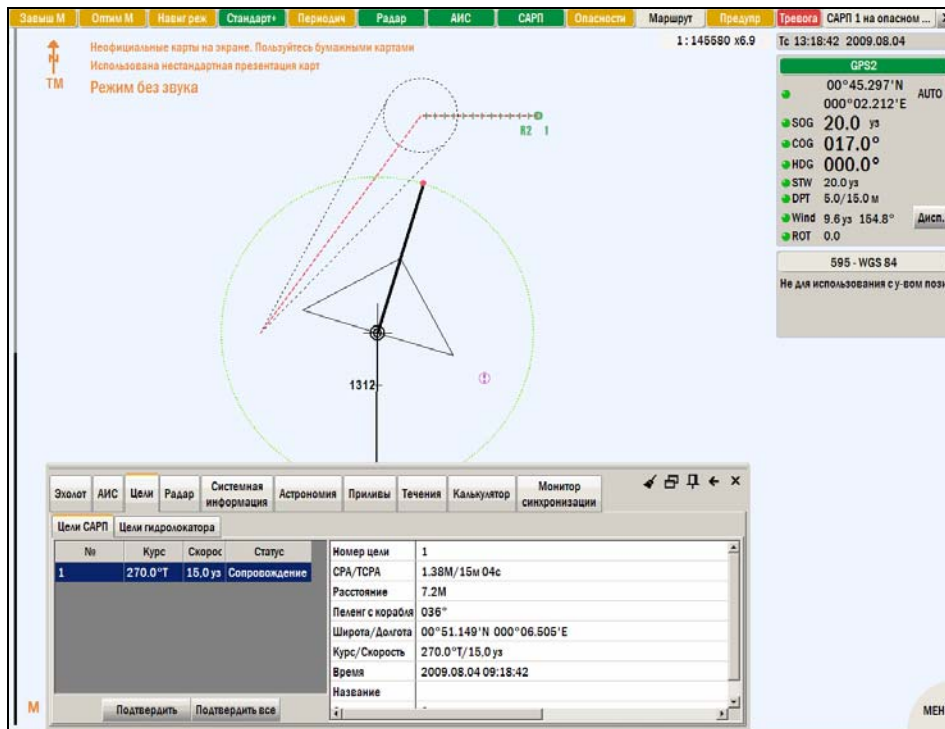 Завыш М Оптим М Навиг реж Стандарт+ Периодич Радар АИС САРП Опасности Маршрут Предупр Тревога САРП 1 на опасном ...
N
ТМ
Неофициальные карты на экране. Пользуйтесь бумажными картами
Использована нестандартная презентация карт
Режим без звука
1: 145580 x6.9
Тс 13:18:42 2009.08.04
GPS2
00°45.297'N
000°02.212'E
AUTO
SOG 20.0 уз
COG 017.0°
HDG 000.0°
STW 20.0 уз
DPT 5.0/15.0 м
Wind 9.6 уз 154.8° Дисп.
ROT 0.0
595 - WGS 84
Не для использования с у-вом пози
R2 1
1312
Эхолот АИС Цели Радар Системная информация Астрономия Приливы Течения Калькулятор Монитор синхронизации
Цели САРП Цели гидролокатора
№ Курс Скорос Статус
1 270.0°T 15,0 уз Сопровождение
Номер цели 1
CPA/TCPA 1.38M/15м 04с
Расстояние 7.2M
Пеленг с корабля 036°
Широта/Долгота 00°51.149'N 000°06.505'E
Курс/Скорость 270.0°T/15,0 уз
Время 2009.08.04 09:18:42
Название
Подтвердить Подтвердить все
М
МЕН